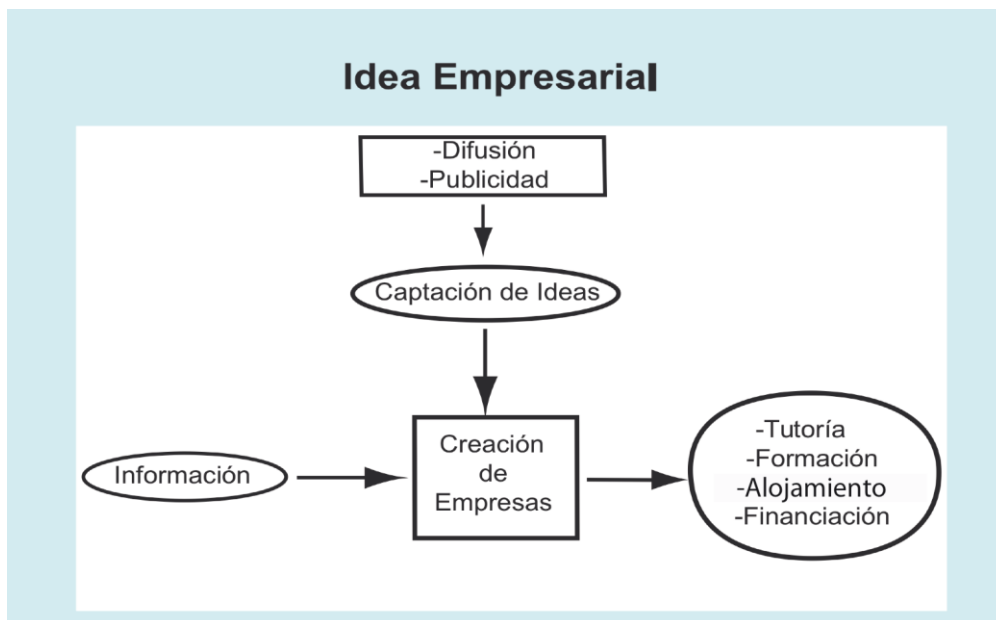 Idea Empresarial
-Difusión
-Publicidad
Captación de Ideas
Información
Creación
de
Empresas
-Tutoría
-Formación
-Alojamiento
-Financiación